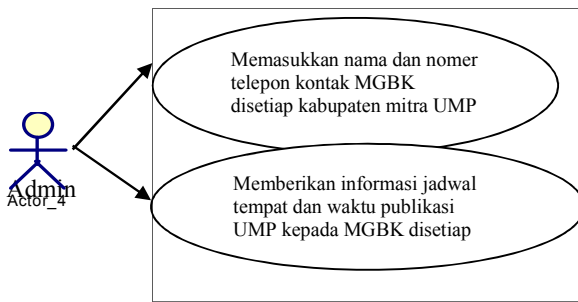 Memasukkan nama dan nomer
telepon kontak MGBK
disetiap kabupaten mitra UMP
Admin
Actor_4
Memberikan informasi jadwal
tempat dan waktu publikasi
UMP kepada MGBK disetiap